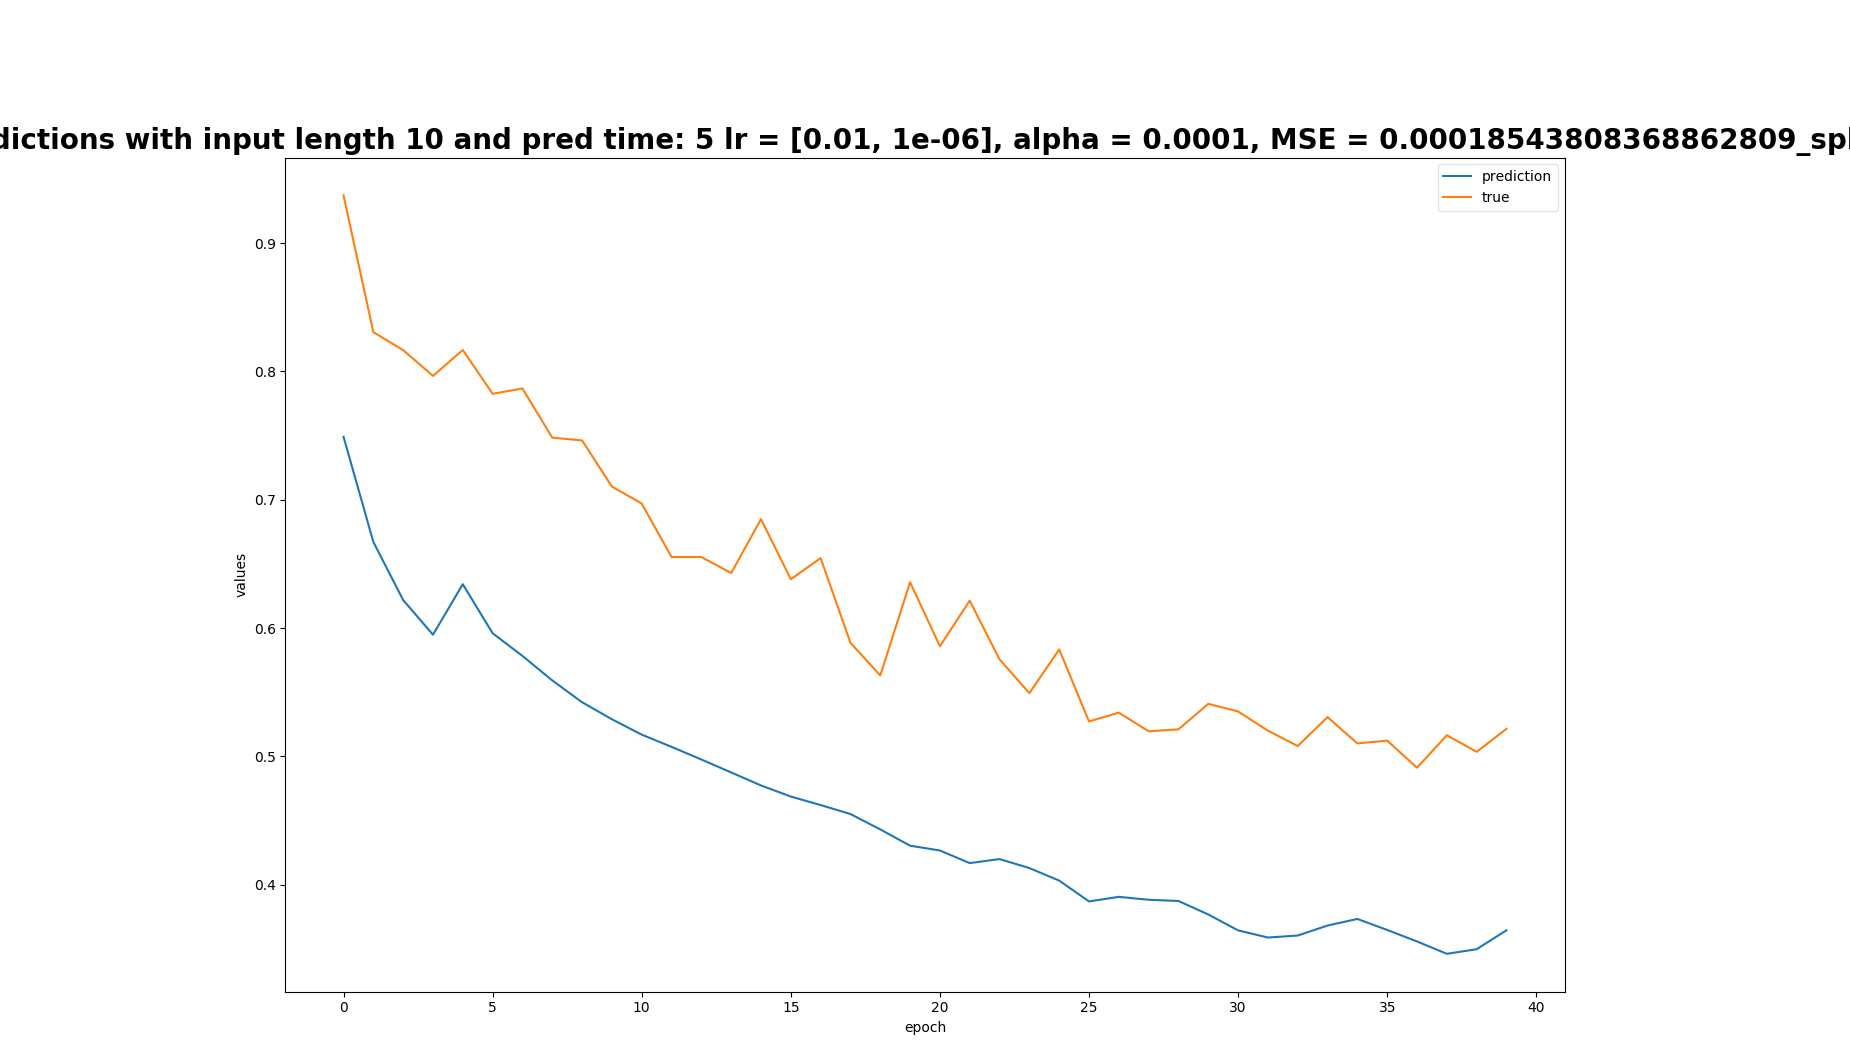 dictions with input length 10 and pred time: 5 lr = [0.01, 1e-06], alpha = 0.0001, MSE = 0.00018543808368862809_spl
prediction
true
0.9
0.8
0.7
0.6
0.5
0.4
values
0 5 10 15 20 25 30 35 40
epoch